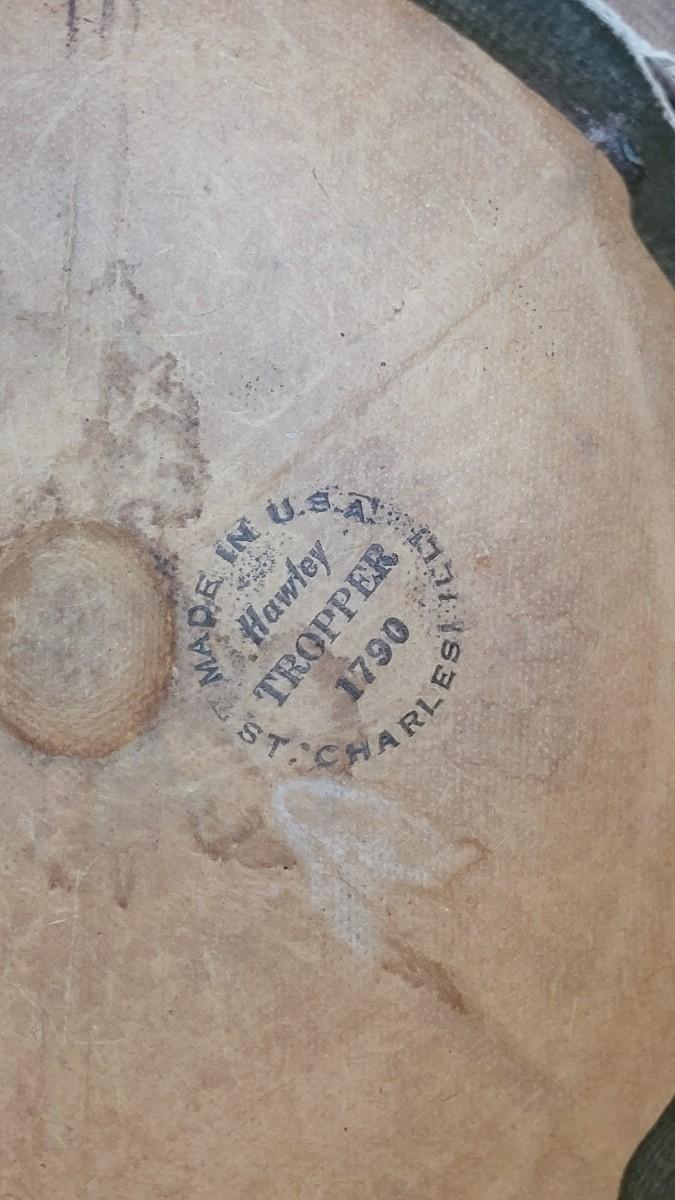 MADE IN U.S.A.
Hawley
TROPPER
1790
ST. CHARLES